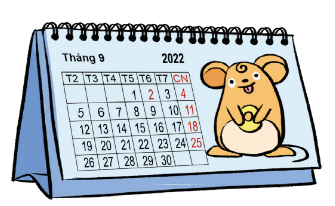 Tháng 9 2022
T2 T3 T4 T5 T6 T7 CN
1 2 3 4
5 6 7 8 9 10 11
12 13 14 15 16 17 18
19 20 21 22 23 24 25
26 27 28 29 30